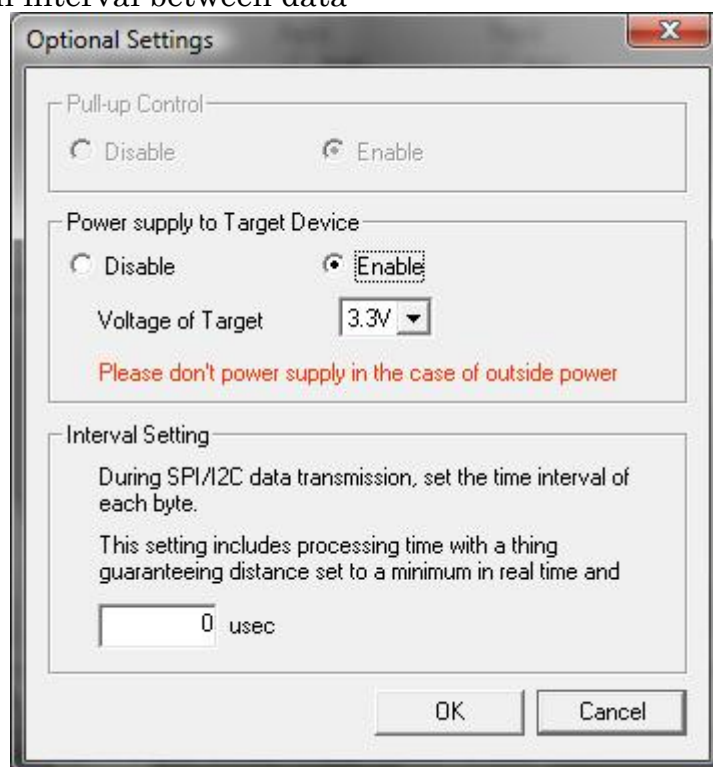 n interval between data
Optional Settings
Pull-up Control
Disable Enable
Power supply to Target Device
Disable Enable
Voltage of Target 3.3V
Please don't power supply in the case of outside power
Interval Setting
During SPI/I2C data transmission, set the time interval of
each byte.
This setting includes processing time with a thing
guaranteeing distance set to a minimum in real time and
0 usec
OK Cancel